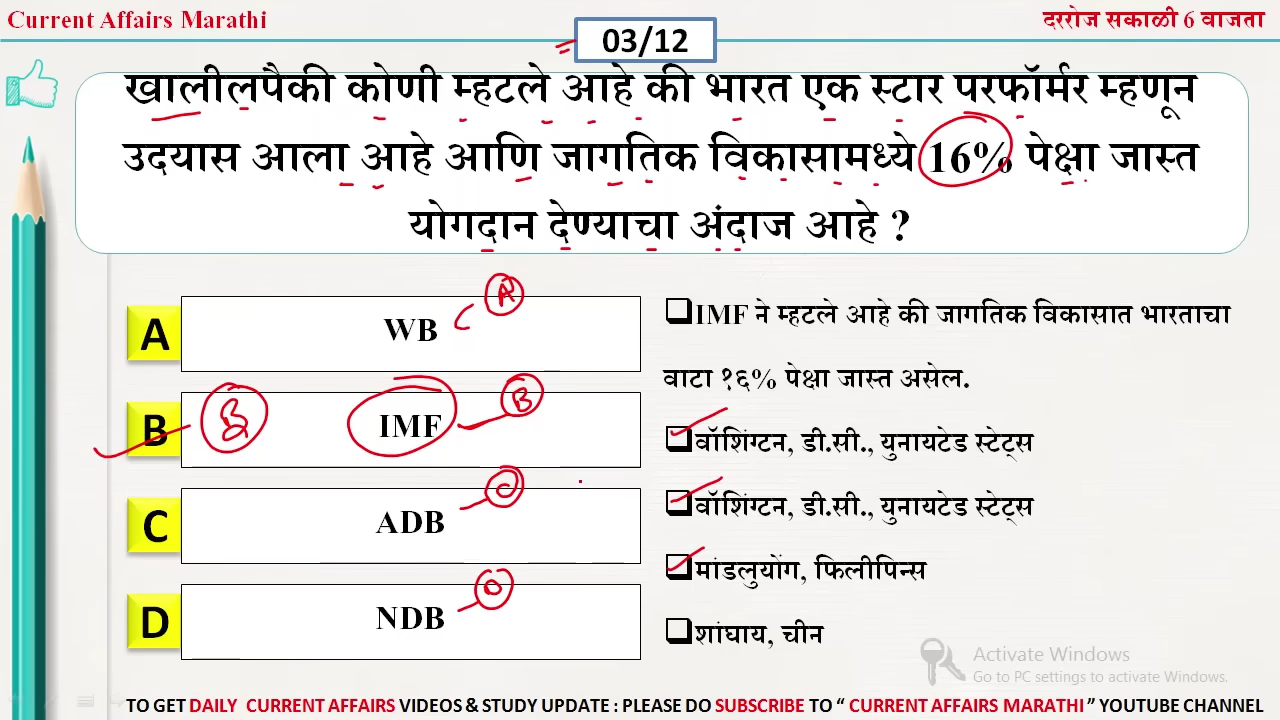 Current Affairs Marathi
दररोज सकाळी 6 वाजता
03/12
खालीलपैकी कोणी म्हटले आहे की भारत एक स्टार परफॉर्मर म्हणून
उदयास आला आहे आणि जागतिक विकासामध्ये 16% पेक्षा जास्त
योगदान देण्याचा अंदाज आहे ?
A WB A
B B IMF B
C ADB C
D NDB D
IMF ने म्हटले आहे की जागतिक विकासात भारताचा
वाटा १६% पेक्षा जास्त असेल.
वॉशिंग्टन, डी.सी., युनायटेड स्टेट्स
वॉशिंग्टन, डी.सी., युनायटेड स्टेट्स
मांडलुयोंग, फिलीपिन्स
शांघाय, चीन
Activate Windows
Go to PC settings to activate Windows.
TO GET DAILY CURRENT AFFAIRS VIDEOS & STUDY UPDATE : PLEASE DO SUBSCRIBE TO “ CURRENT AFFAIRS MARATHI ” YOUTUBE CHANNEL